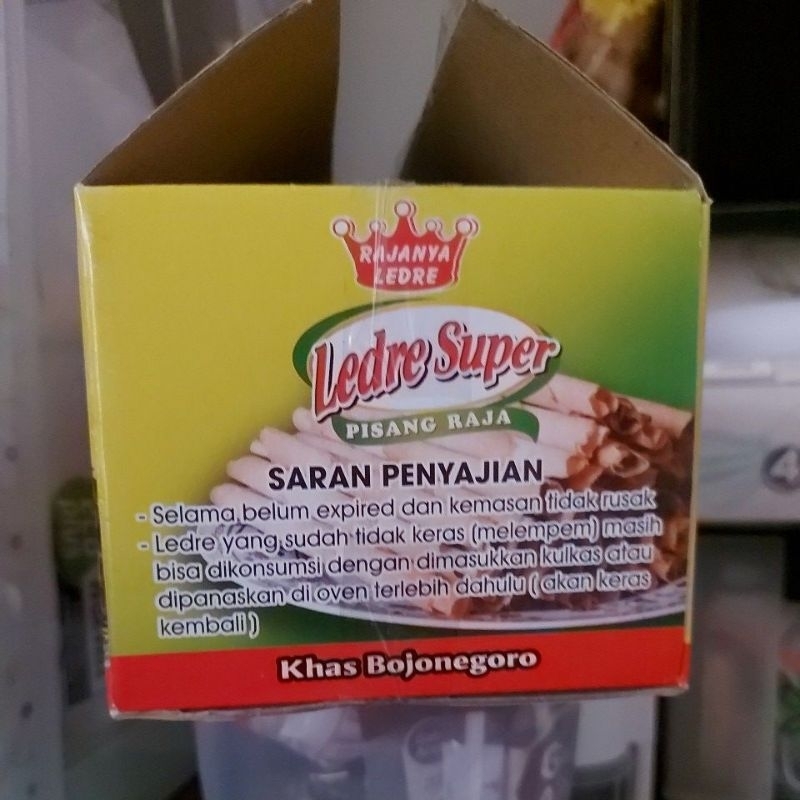 RAJANYA
LEDRE
Ledre Super
PISANG RAJA
SARAN PENYAJIAN
- Selama belum expired dan kemasan tidak rusak
- Ledre yang sudah tidak keras (melempem) masih
bisa dikonsumsi dengan dimasukkan kulkas atau
dipanaskan di oven terlebih dahulu ( akan keras
kembali )
Khas Bojonegoro
4